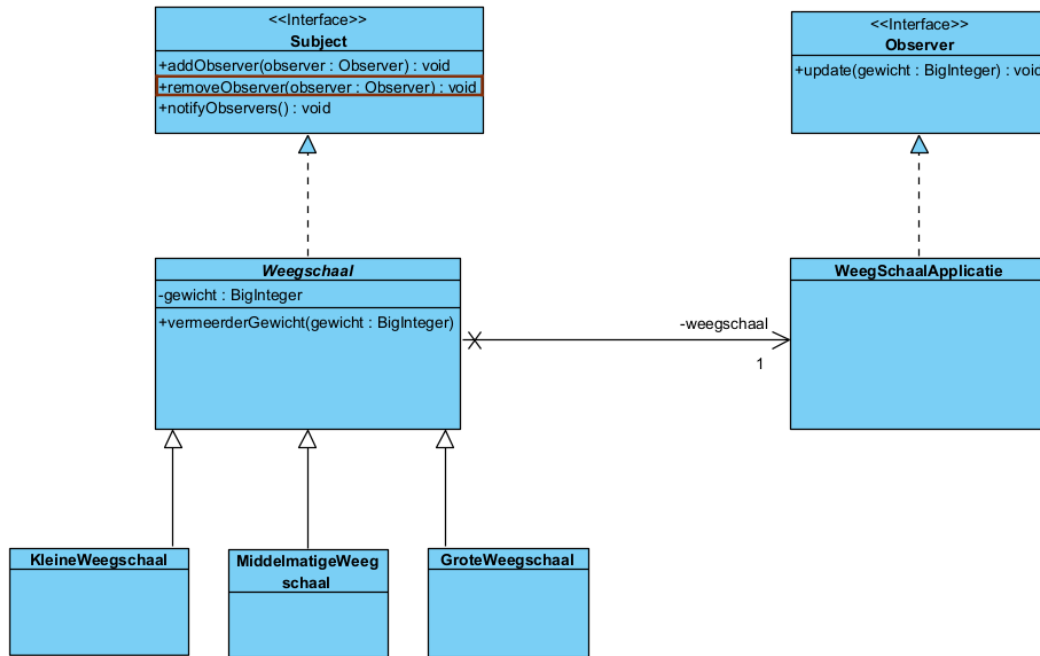 <<Interface>>
Subject
+addObserver(observer : Observer) : void
+removeObserver(observer : Observer) : void
+notifyObservers() : void
<<Interface>>
Observer
+update(gewicht : BigInteger) : void
Weegschaal
-gewicht : BigInteger
+vermeerderGewicht(gewicht : BigInteger)
-weegschaal
1
WeegSchaalApplicatie
KleineWeegschaal
MiddelmatigeWeeg
schaal
GroteWeegschaal